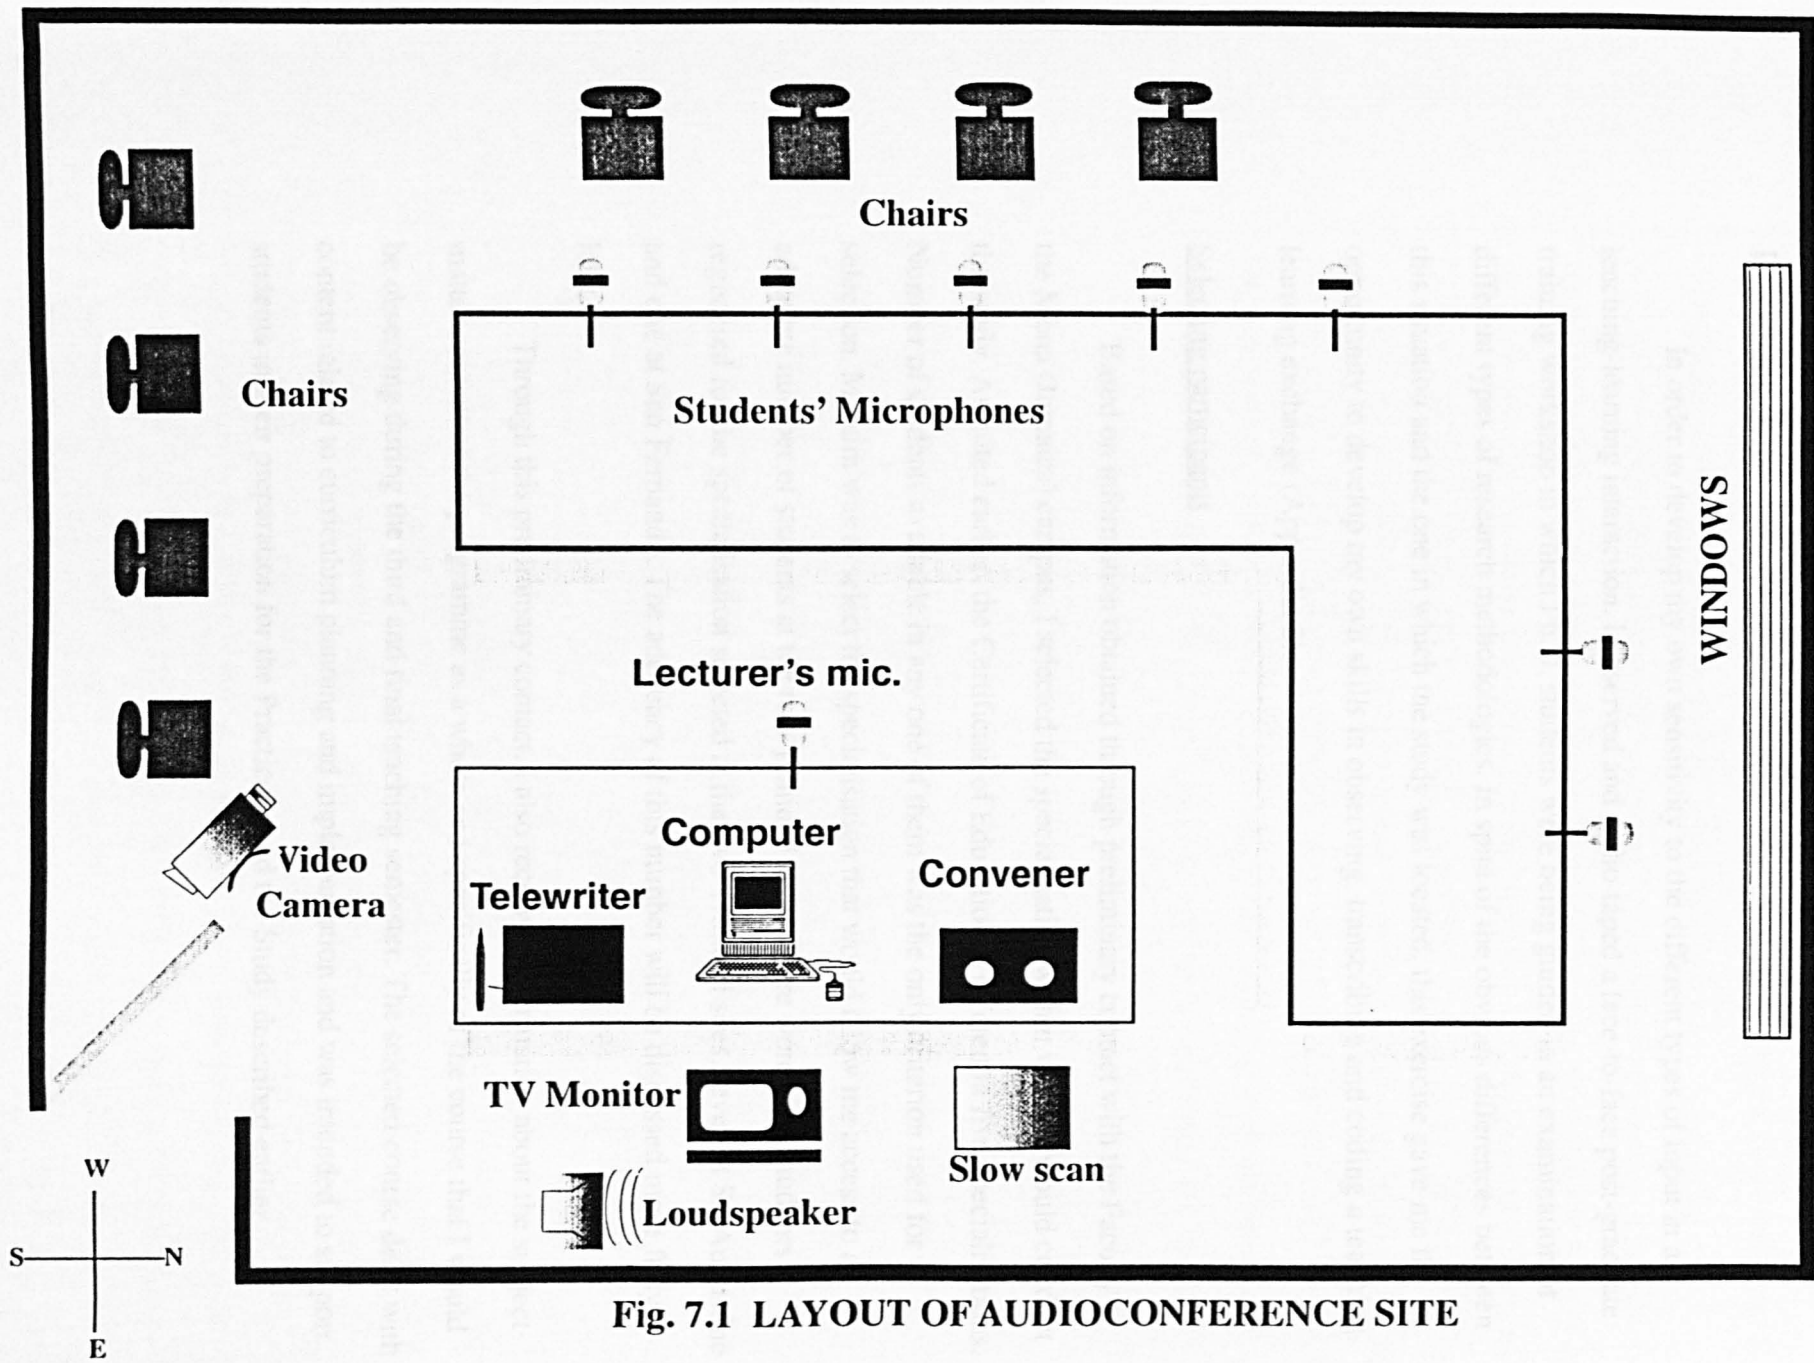 Chairs
Chairs
Students' Microphones
WINDOWS
Lecturer's mic.
Computer
Convener
Telewriter
Video
Camera
TV Monitor
Slow scan
Loudspeaker
W
S
N
E
Fig. 7.1 LAYOUT OF AUDIOCONFERENCE SITE